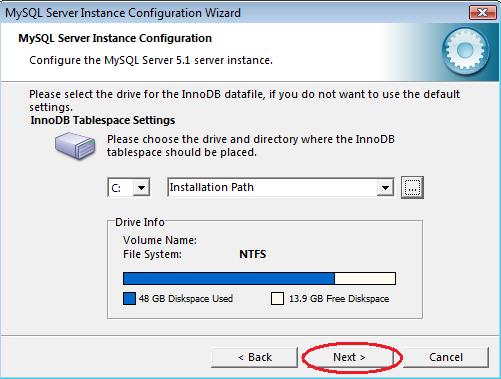 MySQL Server Instance Configuration Wizard
MySQL Server Instance Configuration
Configure the MySQL Server 5.1 server instance.
Please select the drive for the InnoDB datafile, if you do not want to use the default
settings.
InnoDB Tablespace Settings
Please choose the drive and directory where the InnoDB
tablespace should be placed.
C:
Installation Path
...
Drive Info
Volume Name:
File System: NTFS
48 GB Diskspace Used
13.9 GB Free Diskspace
< Back
Next >
Cancel